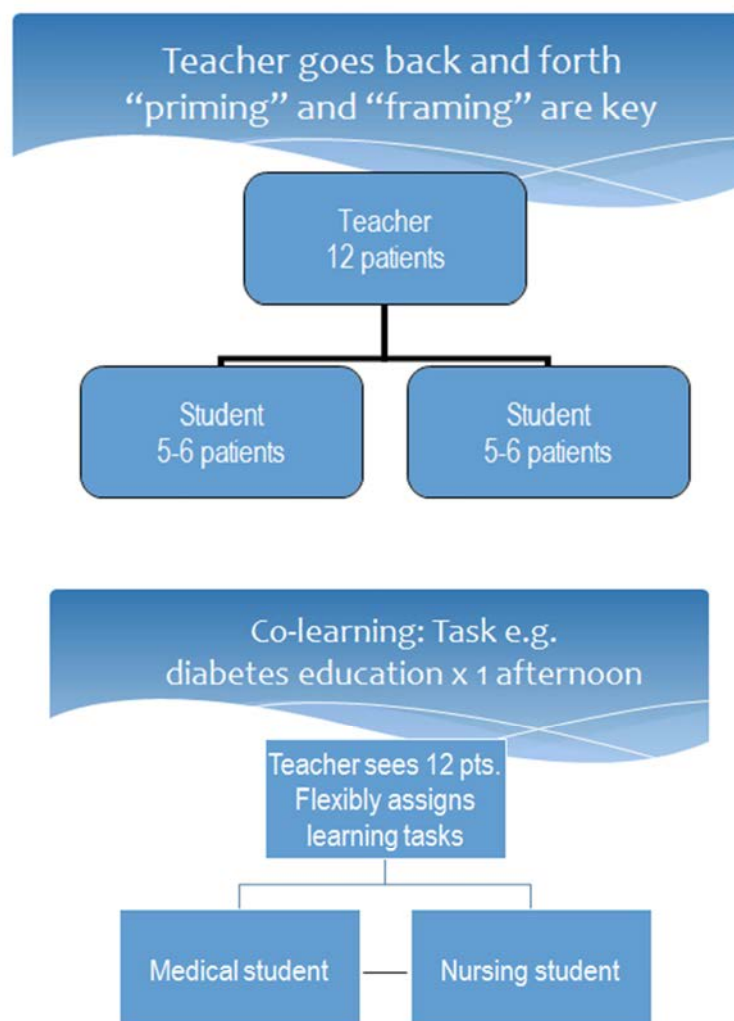 Teacher goes back and forth
“priming” and “framing” are key
Teacher
12 patients
Student
5-6 patients
Student
5-6 patients
Co-learning: Task e.g.
diabetes education x 1 afternoon
Teacher sees 12 pts.
Flexibly assigns
learning tasks
Medical student
Nursing student